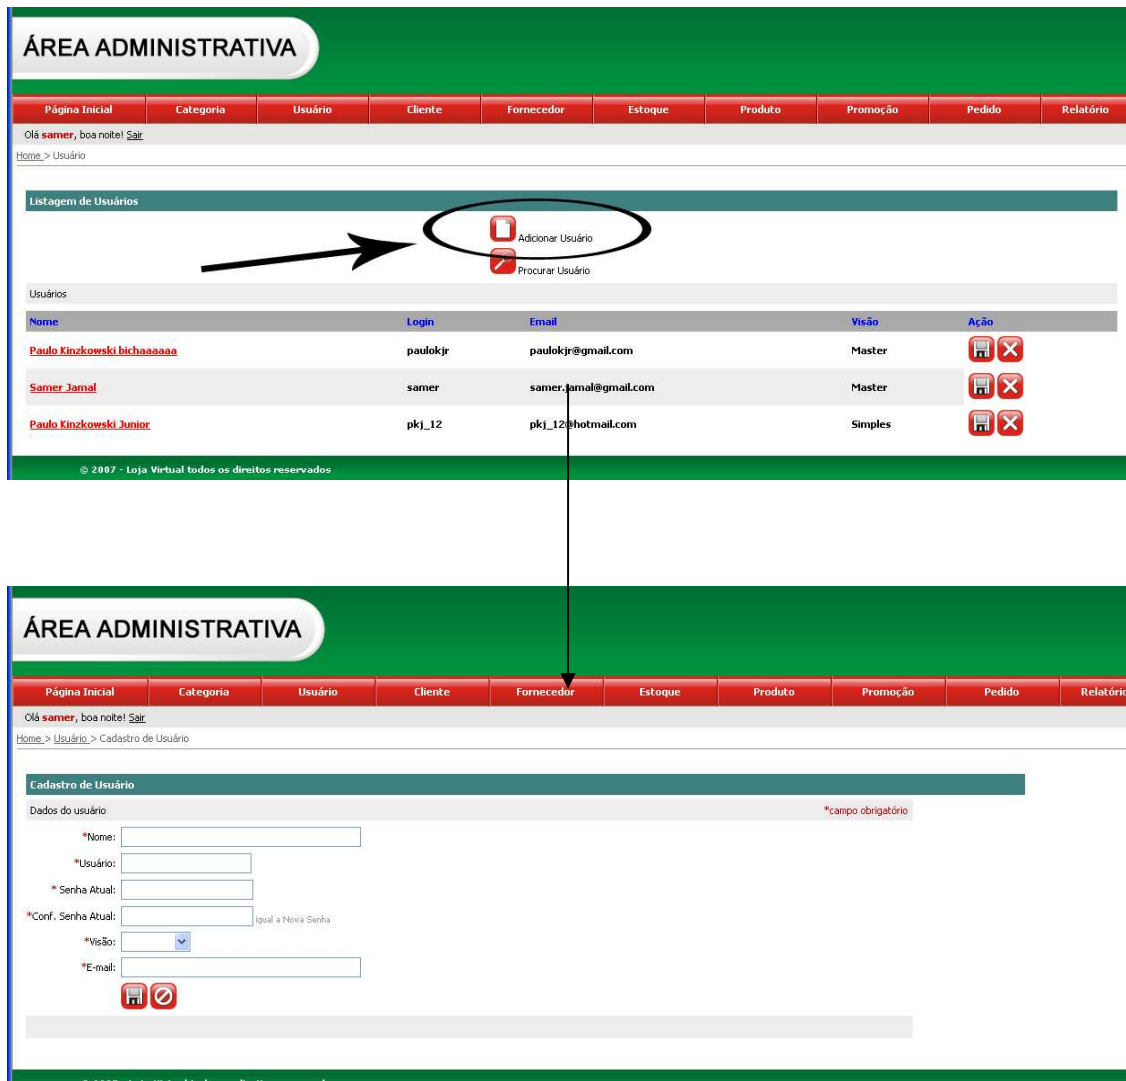 ÁREA ADMINISTRATIVA
Página Inicial Categoria Usuário Cliente Fornecedor Estoque Produto Promoção Pedido Relatório
Olá samer, boa noite! Sair
Home > Usuário
Listagem de Usuários
Adicionar Usuário
Procurar Usuário
Usuários
Nome Login Email Visão Ação
Paulo Kinzkowski bichaaaaaa paulokjr paulokjr@gmail.com Master
Samer Jamal samer samer.jamal@gmail.com Master
Paulo Kinzkowski Junior pkj_12 pkj_12@hotmail.com Simples
© 2007 - Loja Virtual todos os direitos reservados
ÁREA ADMINISTRATIVA
Página Inicial Categoria Usuário Cliente Fornecedor Estoque Produto Promoção Pedido Relatório
Olá samer, boa noite! Sair
Home > Usuário > Cadastro de Usuário
Cadastro de Usuário
Dados do usuário *campo obrigatório
*Nome:
*Usuário:
* Senha Atual:
*Conf. Senha Atual: igual a Nova Senha
*Visão:
*E-mail: